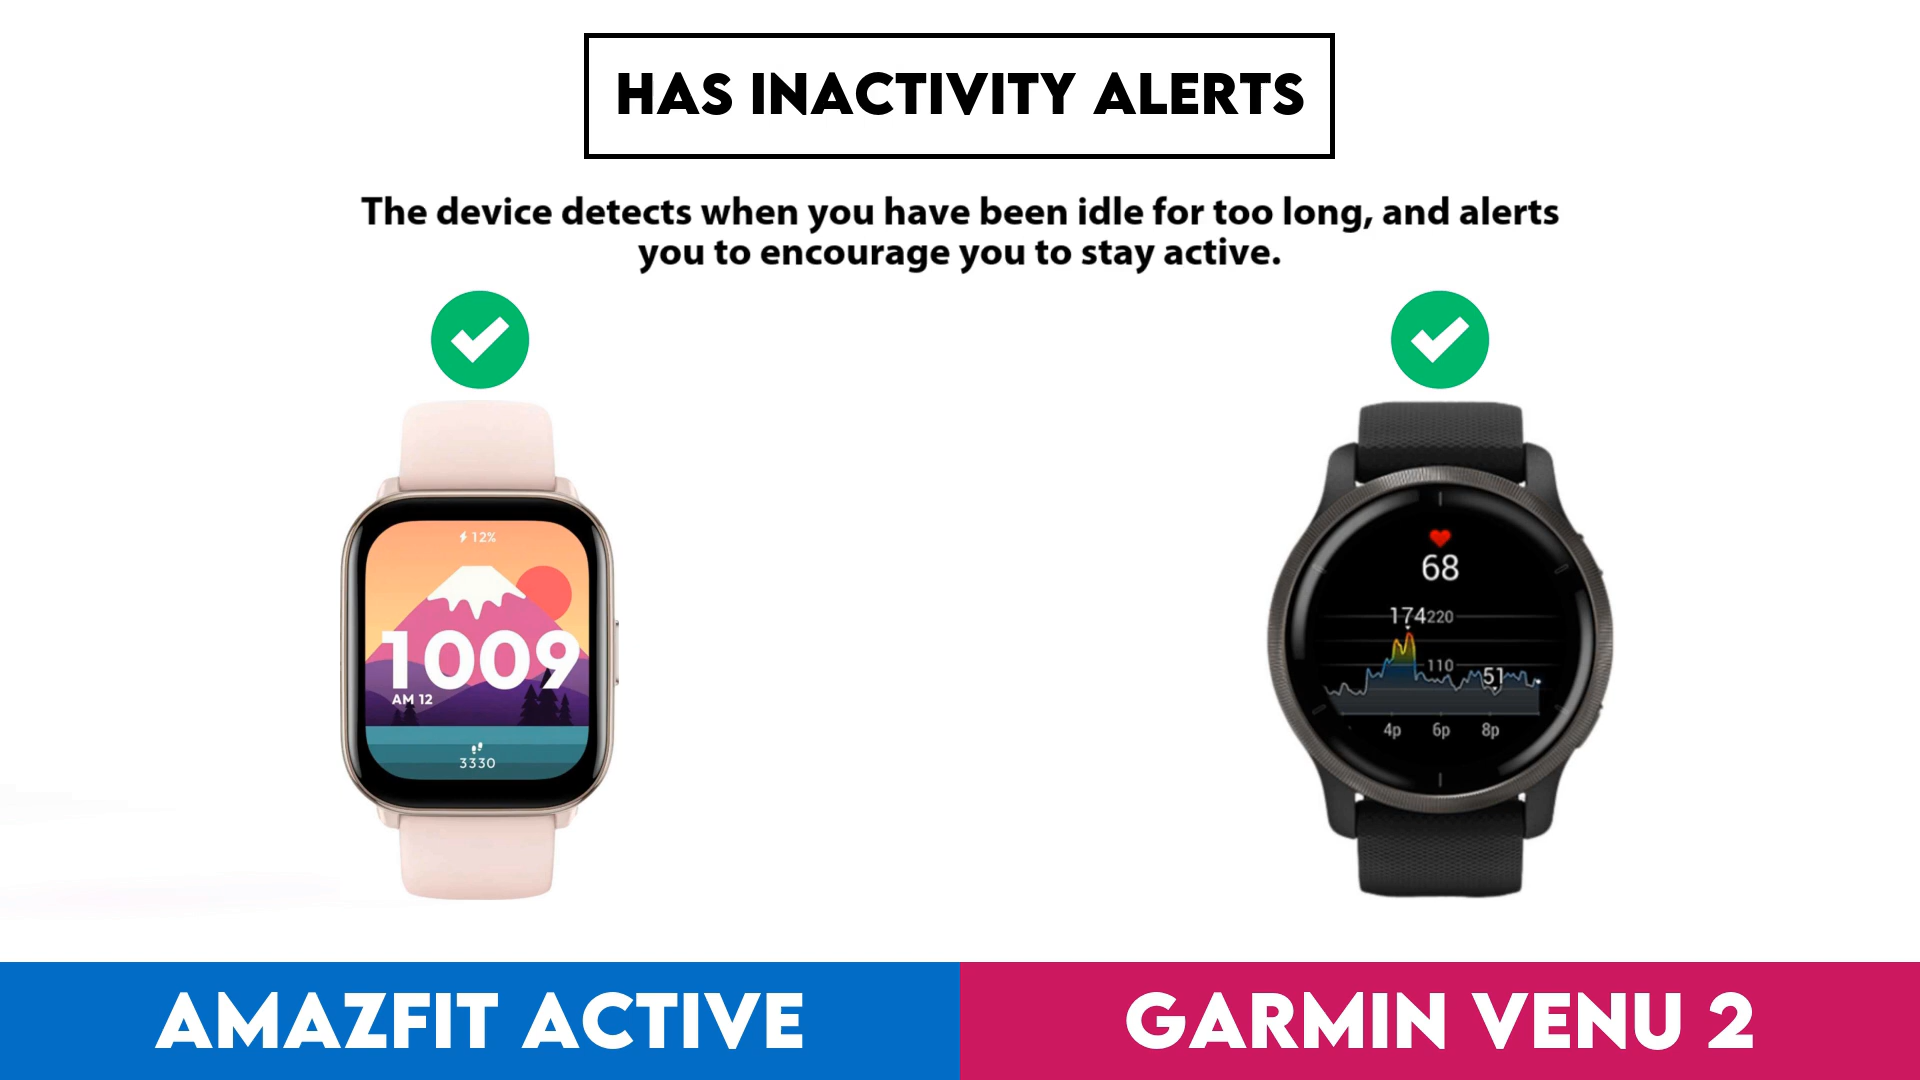 HAS INACTIVITY ALERTS
The device detects when you have been idle for too long, and alerts
you to encourage you to stay active.
12%
1009
AM 12
3330
68
174 220
110
51
4p 6p 8p
AMAZFIT ACTIVE
GARMIN VENU 2